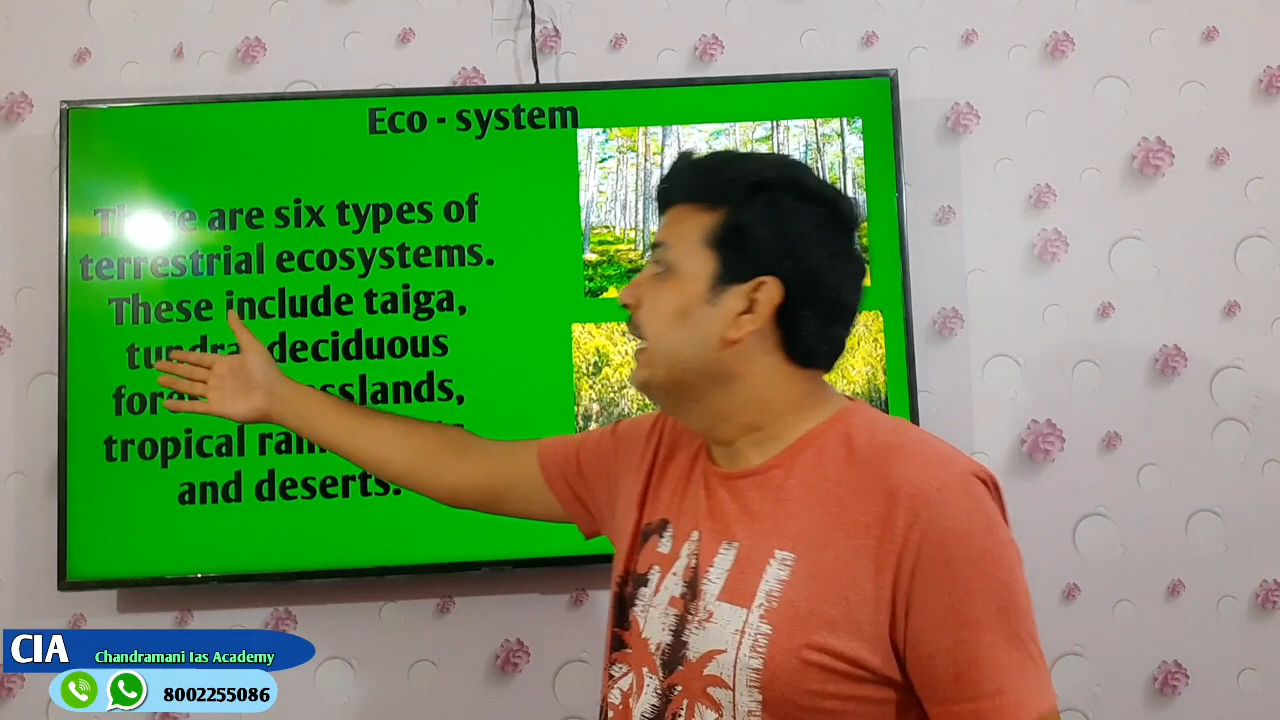 Eco - system
are six types of
terrestrial ecosystems.
These include taiga,
deciduous
tropical
and deserts.
CALI
CIA
Chandramani Ias Academy
8002255086